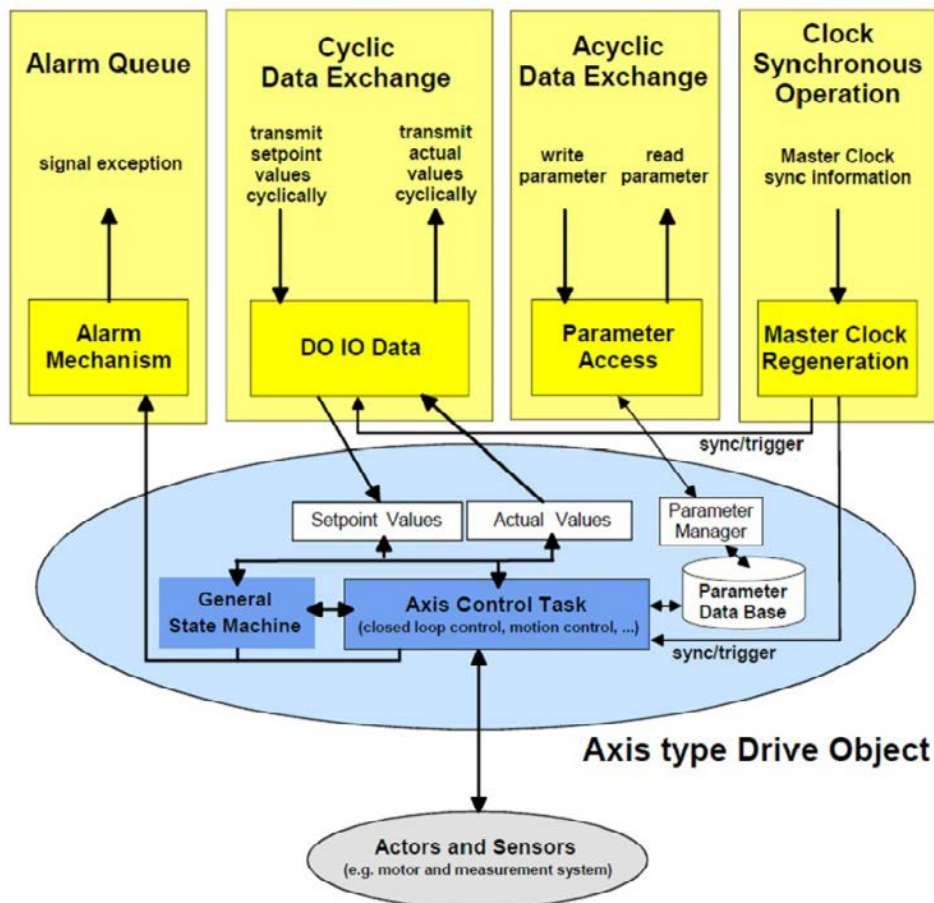 Alarm Queue
signal exception
Alarm
Mechanism
Cyclic
Data Exchange
transmit
setpoint
values
cyclically
transmit
actual
values
cyclically
DO IO Data
Acyclic
Data Exchange
write
parameter
read
parameter
Parameter
Access
Clock
Synchronous
Operation
Master Clock
sync information
Master Clock
Regeneration
sync/trigger
Setpoint Values
Actual Values
Parameter
Manager
General
State Machine
Axis Control Task
(closed loop control, motion control, ...)
Parameter
Data Base
sync/trigger
Axis type Drive Object
Actors and Sensors
(e.g. motor and measurement system)